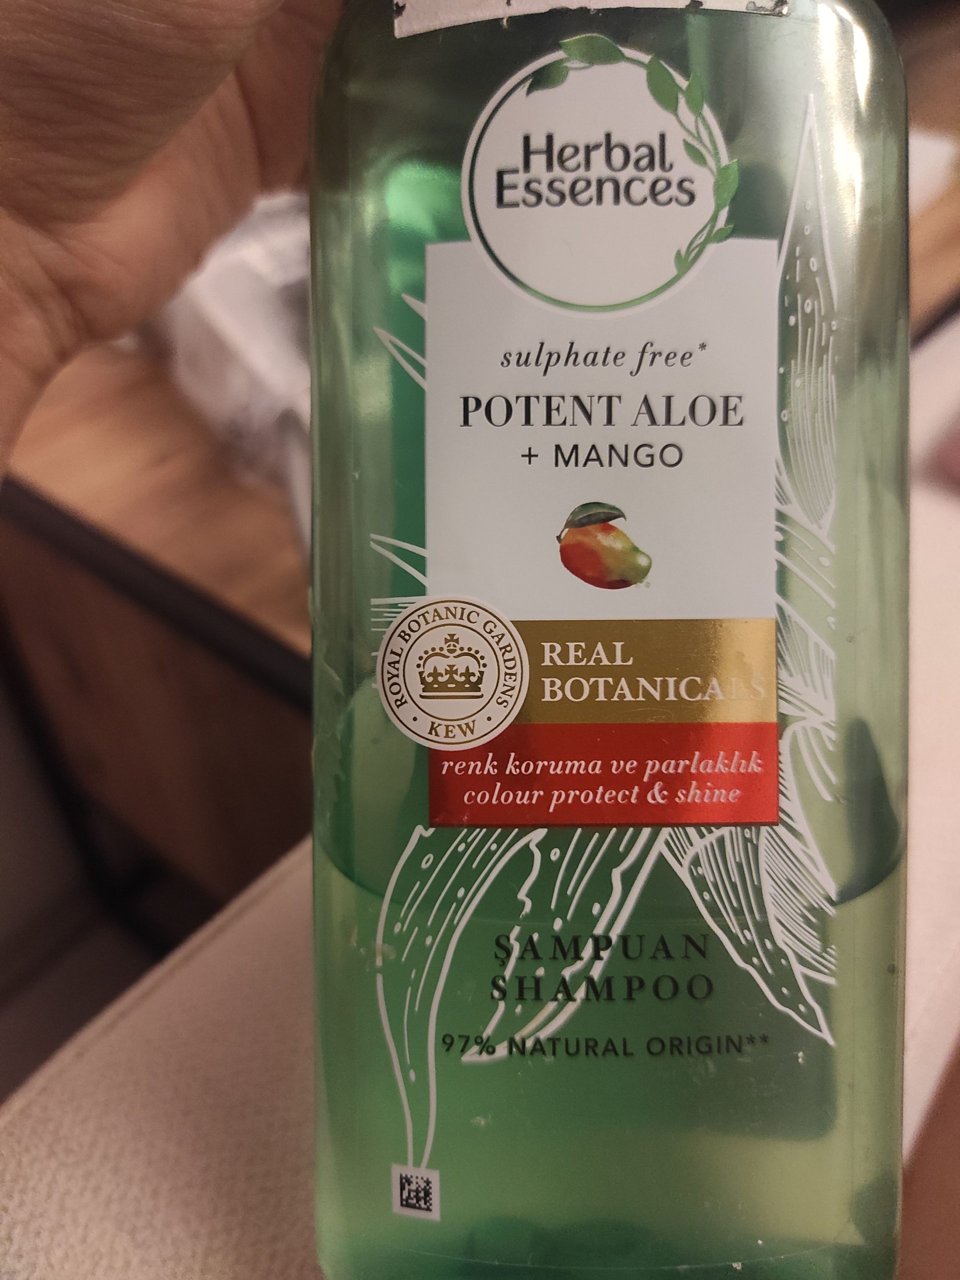 Herbal
Essences
sulphate free*
POTENT ALOE
+ MANGO
ROYAL BOTANIC GARDENS
· KEW ·
REAL
BOTANICALS
renk koruma ve parlaklık
colour protect & shine
ŞAMPUAN
SHAMPOO
97% NATURAL ORIGIN**